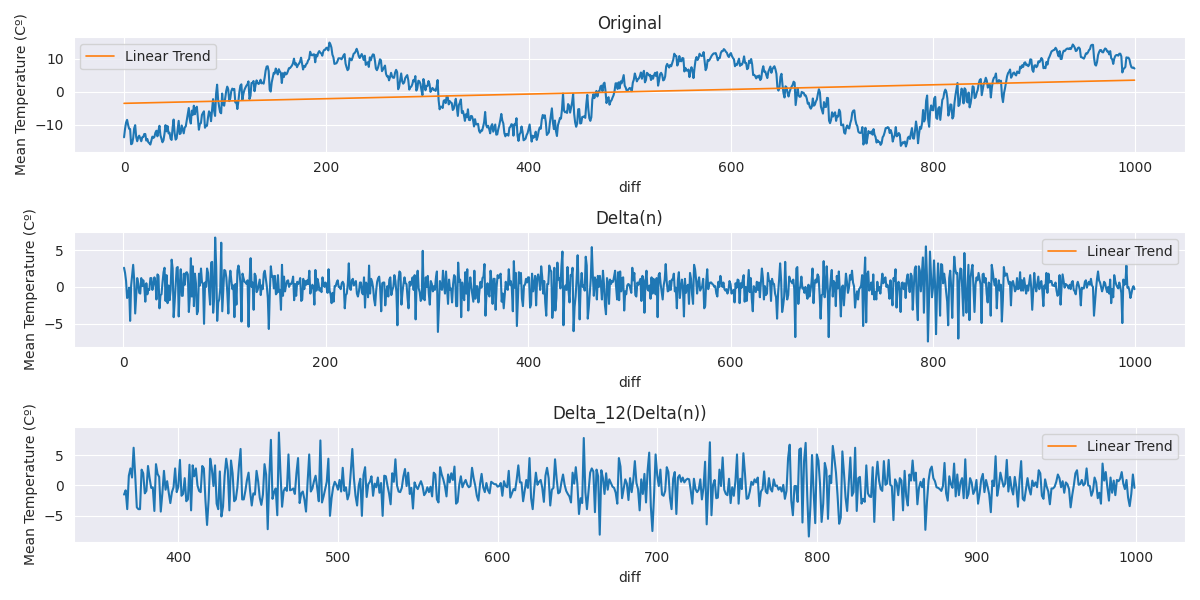 Original
Mean Temperature (Cº)
10
0
−10
Linear Trend
0 200 400 600 800 1000
diff
Delta(n)
Mean Temperature (Cº)
5
0
−5
Linear Trend
0 200 400 600 800 1000
diff
Delta_12(Delta(n))
Mean Temperature (Cº)
5
0
−5
Linear Trend
400 500 600 700 800 900 1000
diff